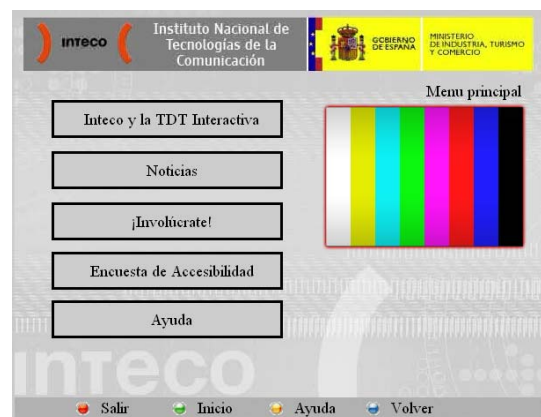 INTECO
Instituto Nacional de
Tecnologías de la
Comunicación
GOBIERNO
DE ESPAÑA
MINISTERIO
DE INDUSTRIA, TURISMO
Y COMERCIO
Menu principal
Inteco y la TDT Interactiva
Noticias
¡Involúcrate!
Encuesta de Accesibilidad
Ayuda
INTECO
Salir
Inicio
Ayuda
Volver